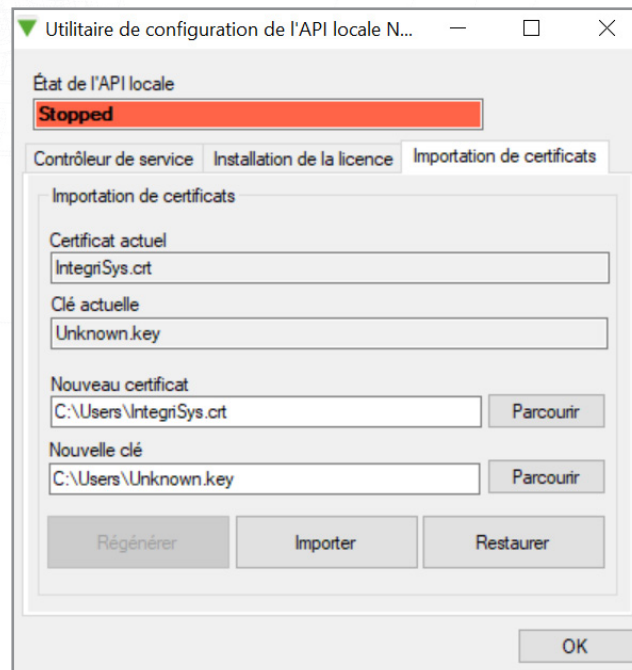 Utilitaire de configuration de l'API locale N...
État de l'API locale
Stopped
Contrôleur de service
Installation de la licence
Importation de certificats
Importation de certificats
Certificat actuel
IntegriSys.crt
Clé actuelle
Unknown.key
Nouveau certificat
C:\Users\IntegriSys.crt
Parcourir
Nouvelle clé
C:\Users\Unknown.key
Parcourir
Régénérer
Importer
Restaurer
OK